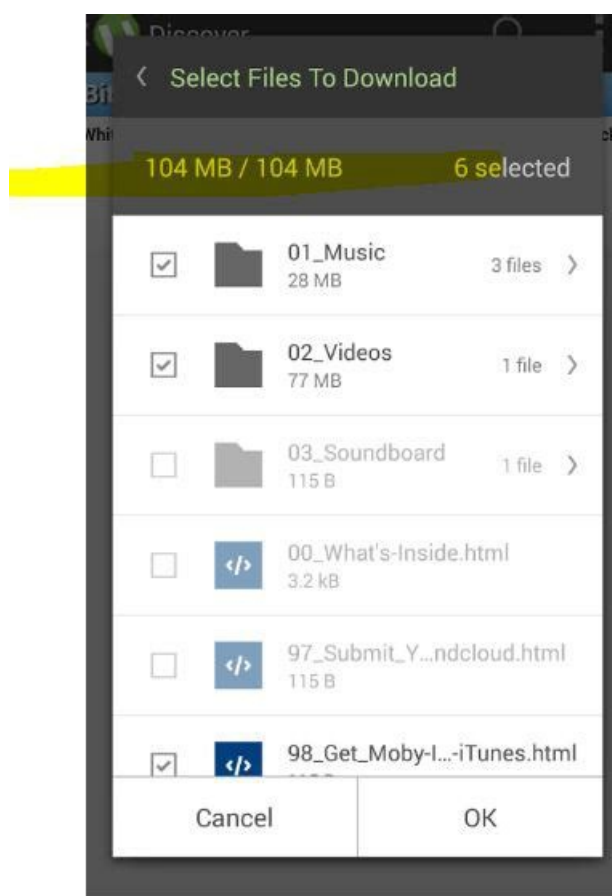 Discover
Select Files To Download
104 MB / 104 MB 6 selected
01_Music
28 MB
3 files
02_Videos
77 MB
1 file
03_Soundboard
115 B
1 file
00_What's-Inside.html
3.2 kB
97_Submit_Y...ndcloud.html
115 B
98_Get_Moby-I...-iTunes.html
Cancel OK